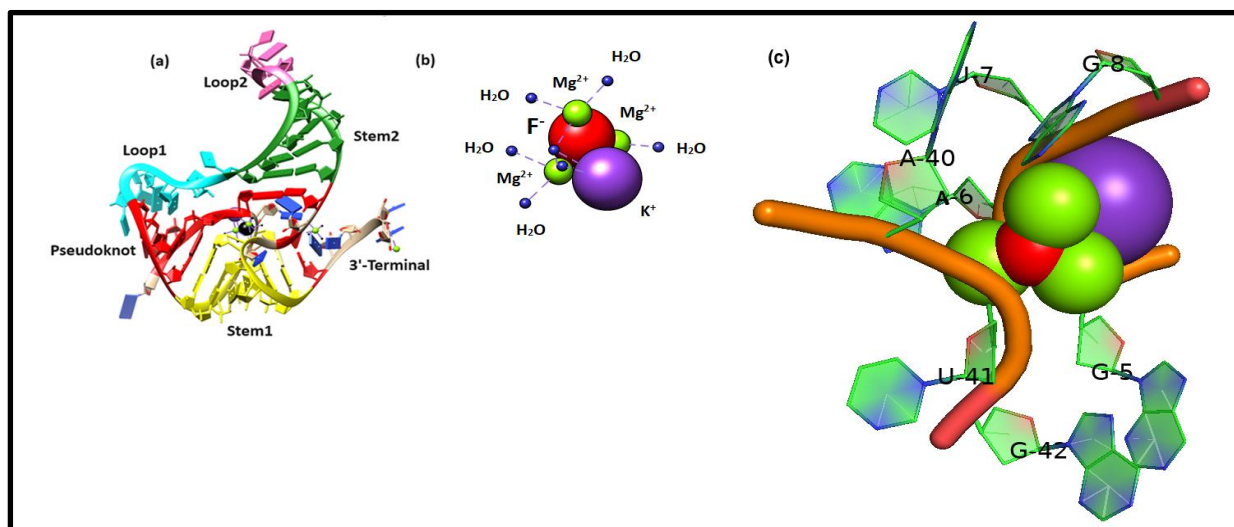 (a)
Loop2
Stem2
Loop1
Pseudoknot
3'-Terminal
Stem1
(b)
H₂O
H₂O
Mg²⁺
H₂O
F⁻
Mg²⁺
H₂O
H₂O
Mg²⁺
K⁺
H₂O
(c)
U-7
G-8
A-40
A-6
U-41
G-5
G-42